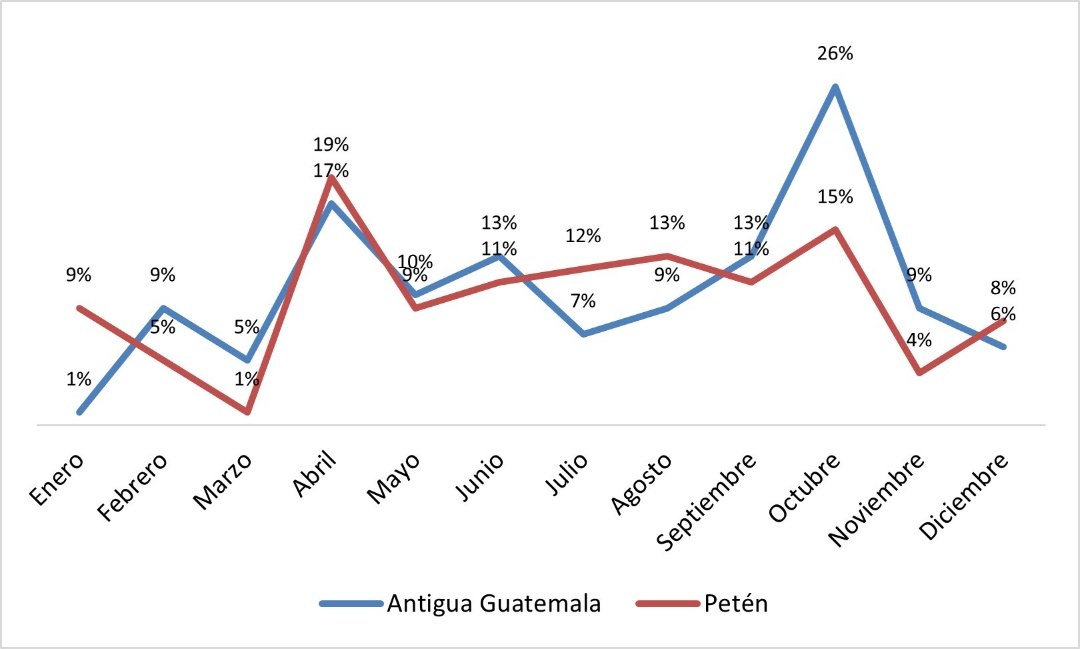 26%
19%
17%
15%
13%
13%
13%
12%
11%
11%
10%
9%
9%
9%
9%
9%
8%
7%
6%
5%
5%
4%
1%
1%
Enero
Febrero
Marzo
Abril
Mayo
Junio
Julio
Agosto
Septiembre
Octubre
Noviembre
Diciembre
Antigua Guatemala
Petén